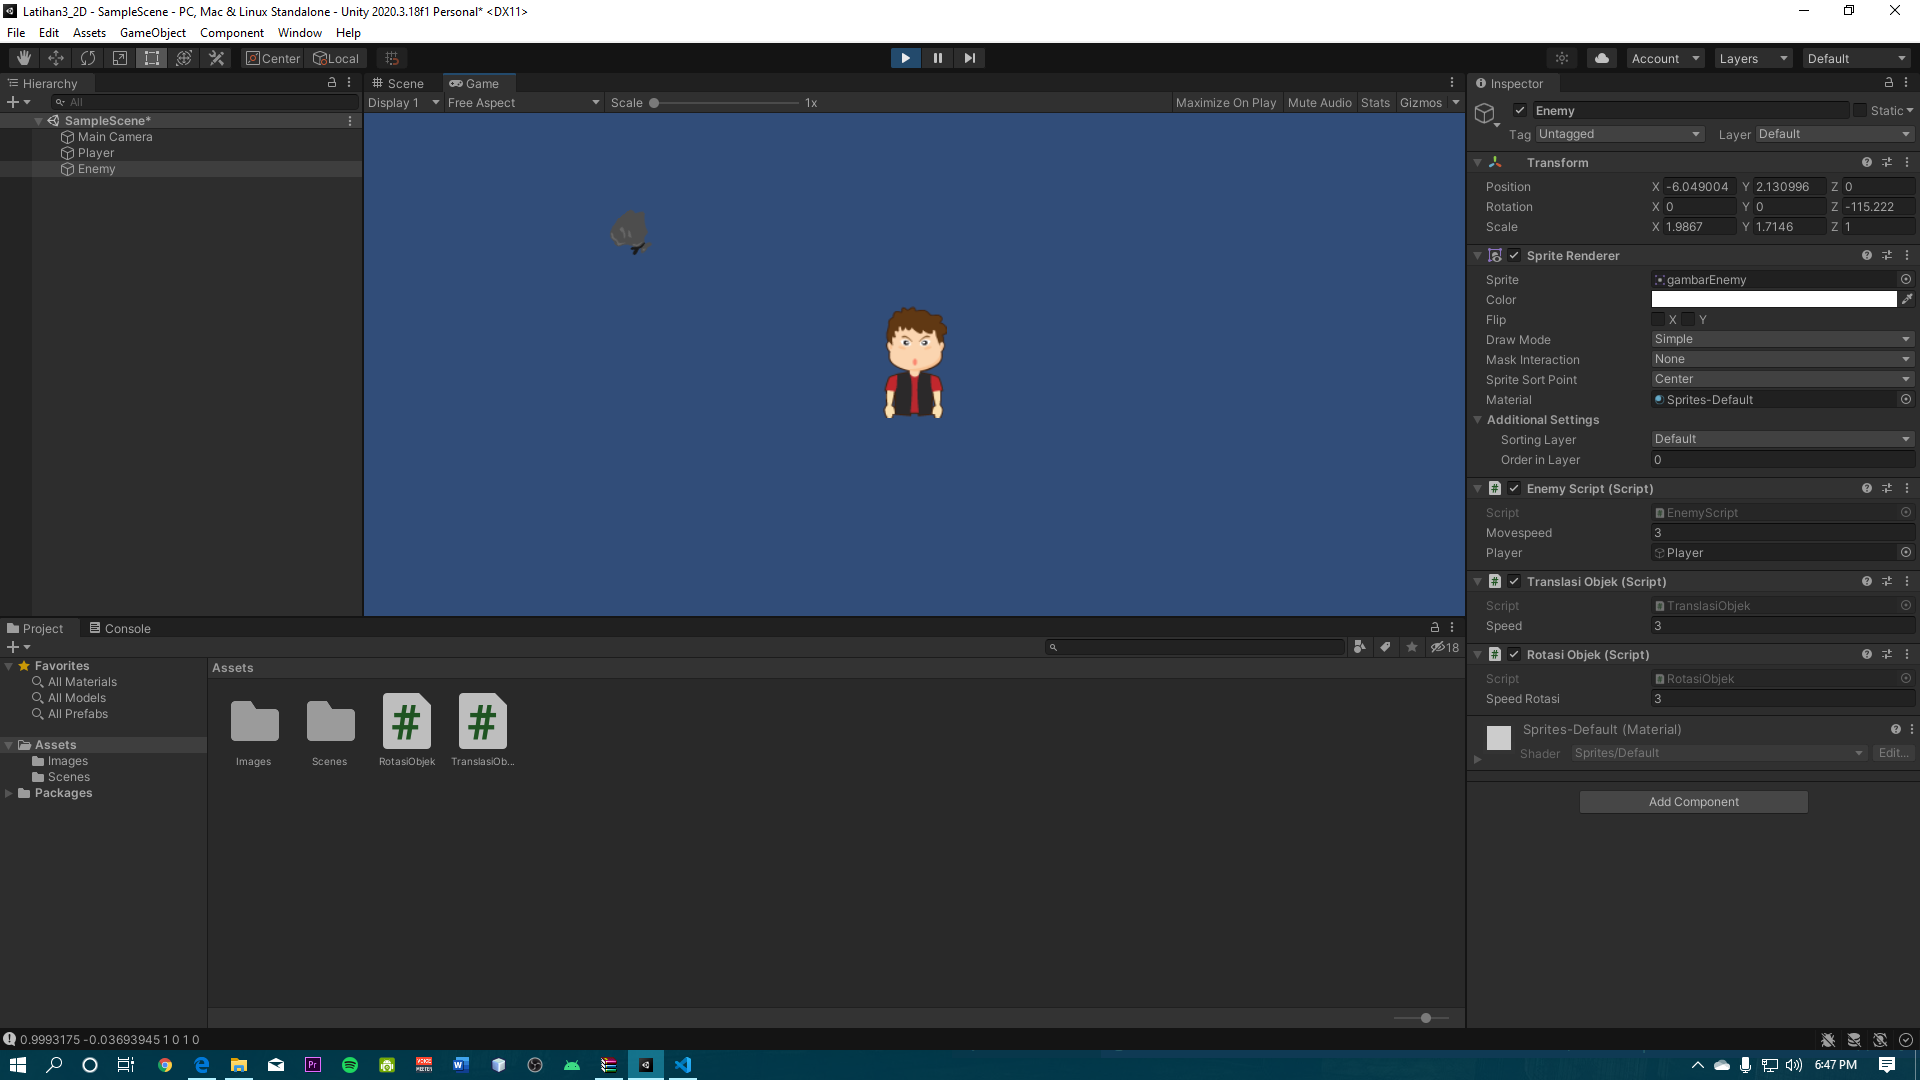 Latihan3_2D - SampleScene - PC, Mac & Linux Standalone - Unity 2020.3.18f1 Personal* <DX11>
File Edit Assets GameObject Component Window Help
Center Local Account Layers Default
Hierarchy
All
SampleScene*
Main Camera
Player
Enemy
Scene Game
Display 1 Free Aspect Scale 1x Maximize On Play Mute Audio Stats Gizmos
Inspector
Enemy Static
Tag Untagged Layer Default
Transform
Position X -6.049004 Y 2.130996 Z 0
Rotation X 0 Y 0 Z -115.222
Scale X 1.9867 Y 1.7146 Z 1
Sprite Renderer
Sprite gambarEnemy
Color
Flip X Y
Draw Mode Simple
Mask Interaction None
Sprite Sort Point Center
Material Sprites-Default
Additional Settings
Sorting Layer Default
Order in Layer 0
Enemy Script (Script)
Script EnemyScript
Movespeed 3
Player Player
Translasi Objek (Script)
Script TranslasiObjek
Speed 3
Rotasi Objek (Script)
Script RotasiObjek
Speed Rotasi 3
Sprites-Default (Material)
Shader Sprites/Default Edit...
Add Component
Project Console
18
Favorites
All Materials
All Models
All Prefabs
Assets
Images
Scenes
Packages
Assets
Images Scenes RotasiObjek TranslasiOb...
0.9993175 -0.03693945 1 0 1 0
6:47 PM